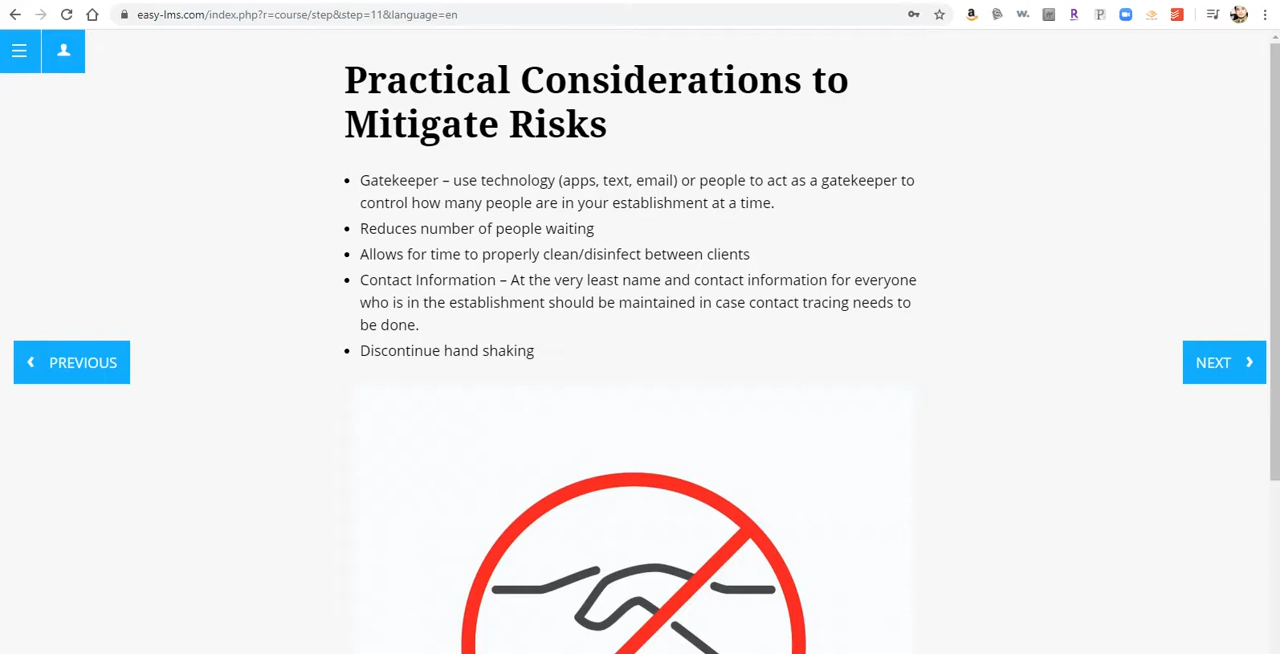 easy-lms.com/index.php?r=course/step&step=11&language=en
Practical Considerations to
Mitigate Risks
• Gatekeeper – use technology (apps, text, email) or people to act as a gatekeeper to
control how many people are in your establishment at a time.
• Reduces number of people waiting
• Allows for time to properly clean/disinfect between clients
• Contact Information – At the very least name and contact information for everyone
who is in the establishment should be maintained in case contact tracing needs to
be done.
• Discontinue hand shaking
PREVIOUS
NEXT